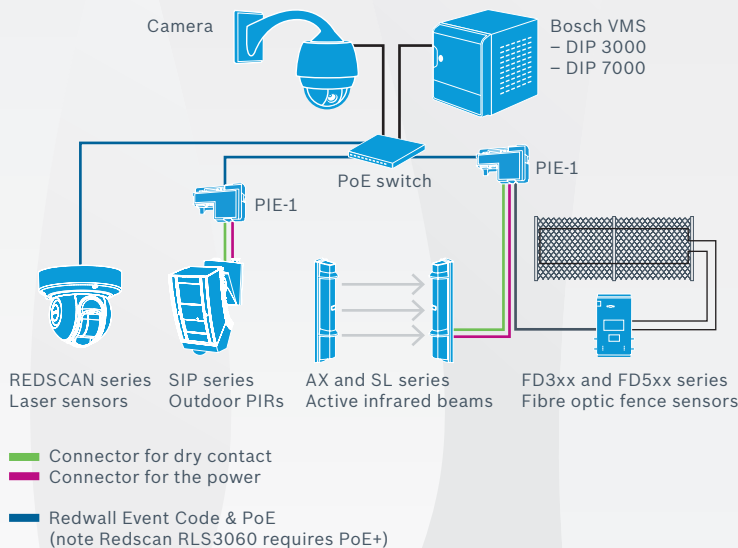 Camera
Bosch VMS
– DIP 3000
– DIP 7000
PoE switch
PIE-1
PIE-1
REDSCAN series
Laser sensors
SIP series
Outdoor PIRs
AX and SL series
Active infrared beams
FD3xx and FD5xx series
Fibre optic fence sensors
Connector for dry contact
Connector for the power
Redwall Event Code & PoE
(note Redscan RLS3060 requires PoE+)